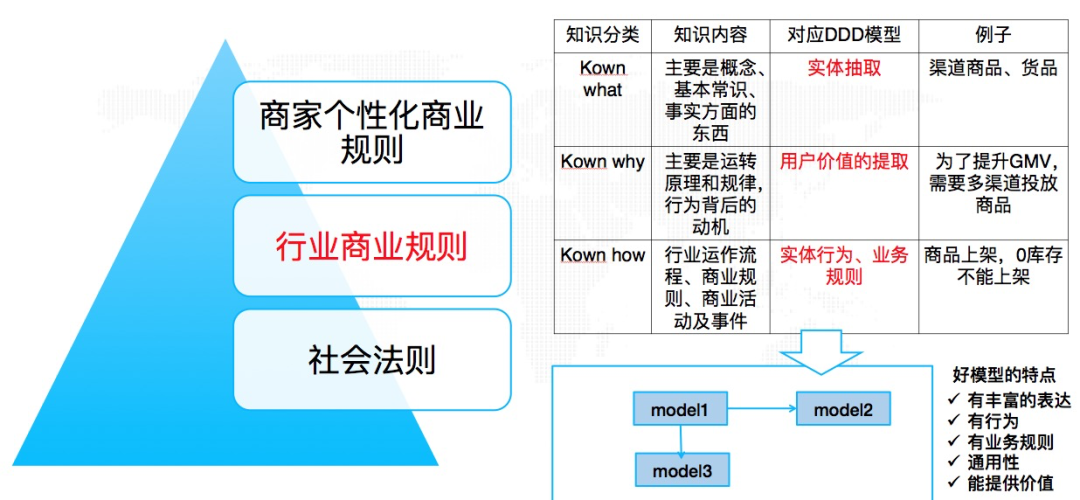 商家个性化商业
规则
行业商业规则
社会法则
知识分类
知识内容
对应DDD模型
例子
Kown
what
主要是概念、
基本常识、
事实方面的
东西
实体抽取
渠道商品、货品
Kown why
主要是运转
原理和规律，
行为背后的
动机
用户价值的提取
为了提升GMV，
需要多渠道投放
商品
Kown how
行业运作流
程、商业规
则、商业活
动及事件
实体行为、业务
规则
商品上架，0库存
不能上架
model1
model2
model3
好模型的特点
✓ 有丰富的表达
✓ 有行为
✓ 有业务规则
✓ 通用性
✓ 能提供价值